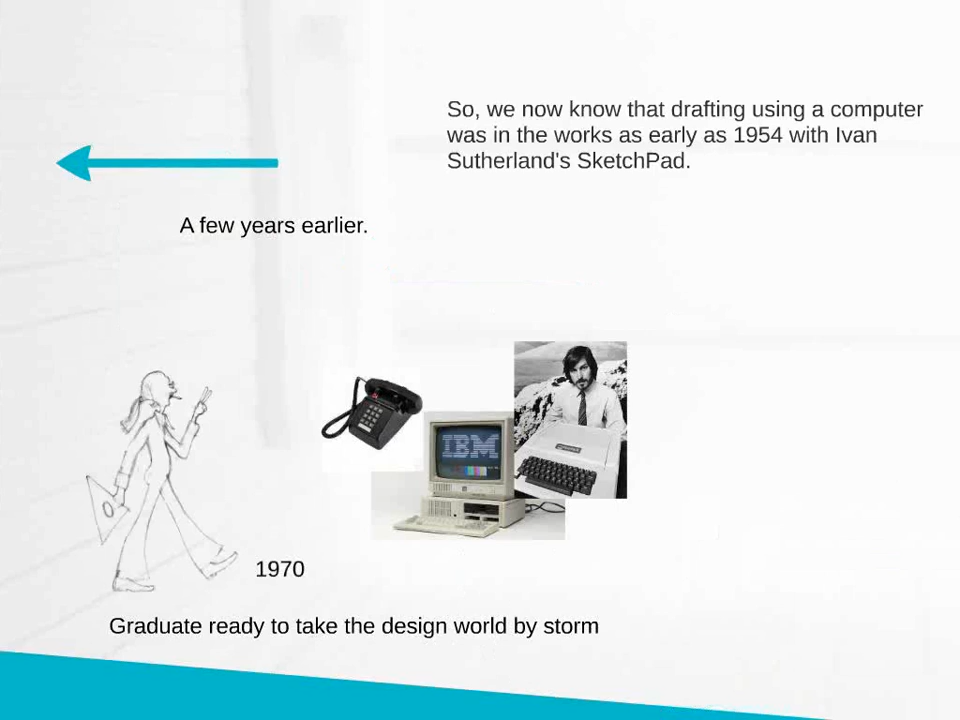 So, we now know that drafting using a computer
was in the works as early as 1954 with Ivan
Sutherland's SketchPad.
A few years earlier.
IBM
1970
Graduate ready to take the design world by storm